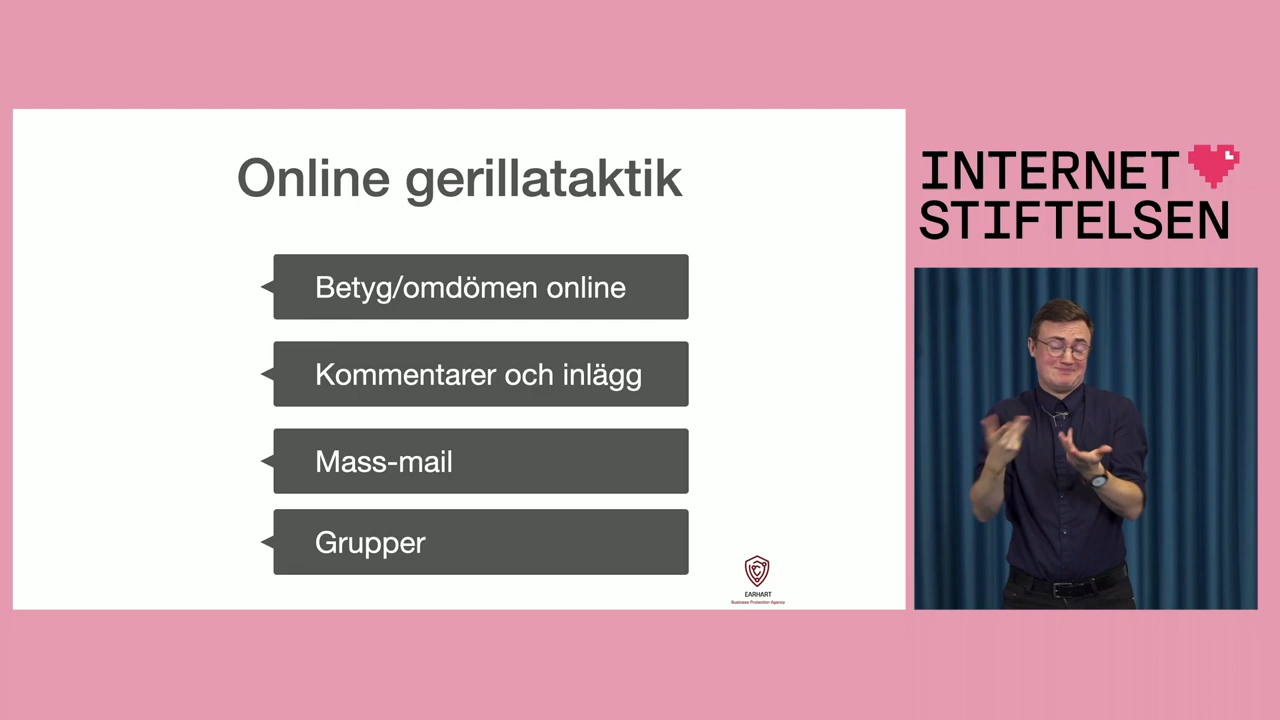 Online gerillataktik
Betyg/omdömen online
Kommentarer och inlägg
Mass-mail
Grupper
EARHART
Business Protection Agency
INTERNET
STIFTELSEN